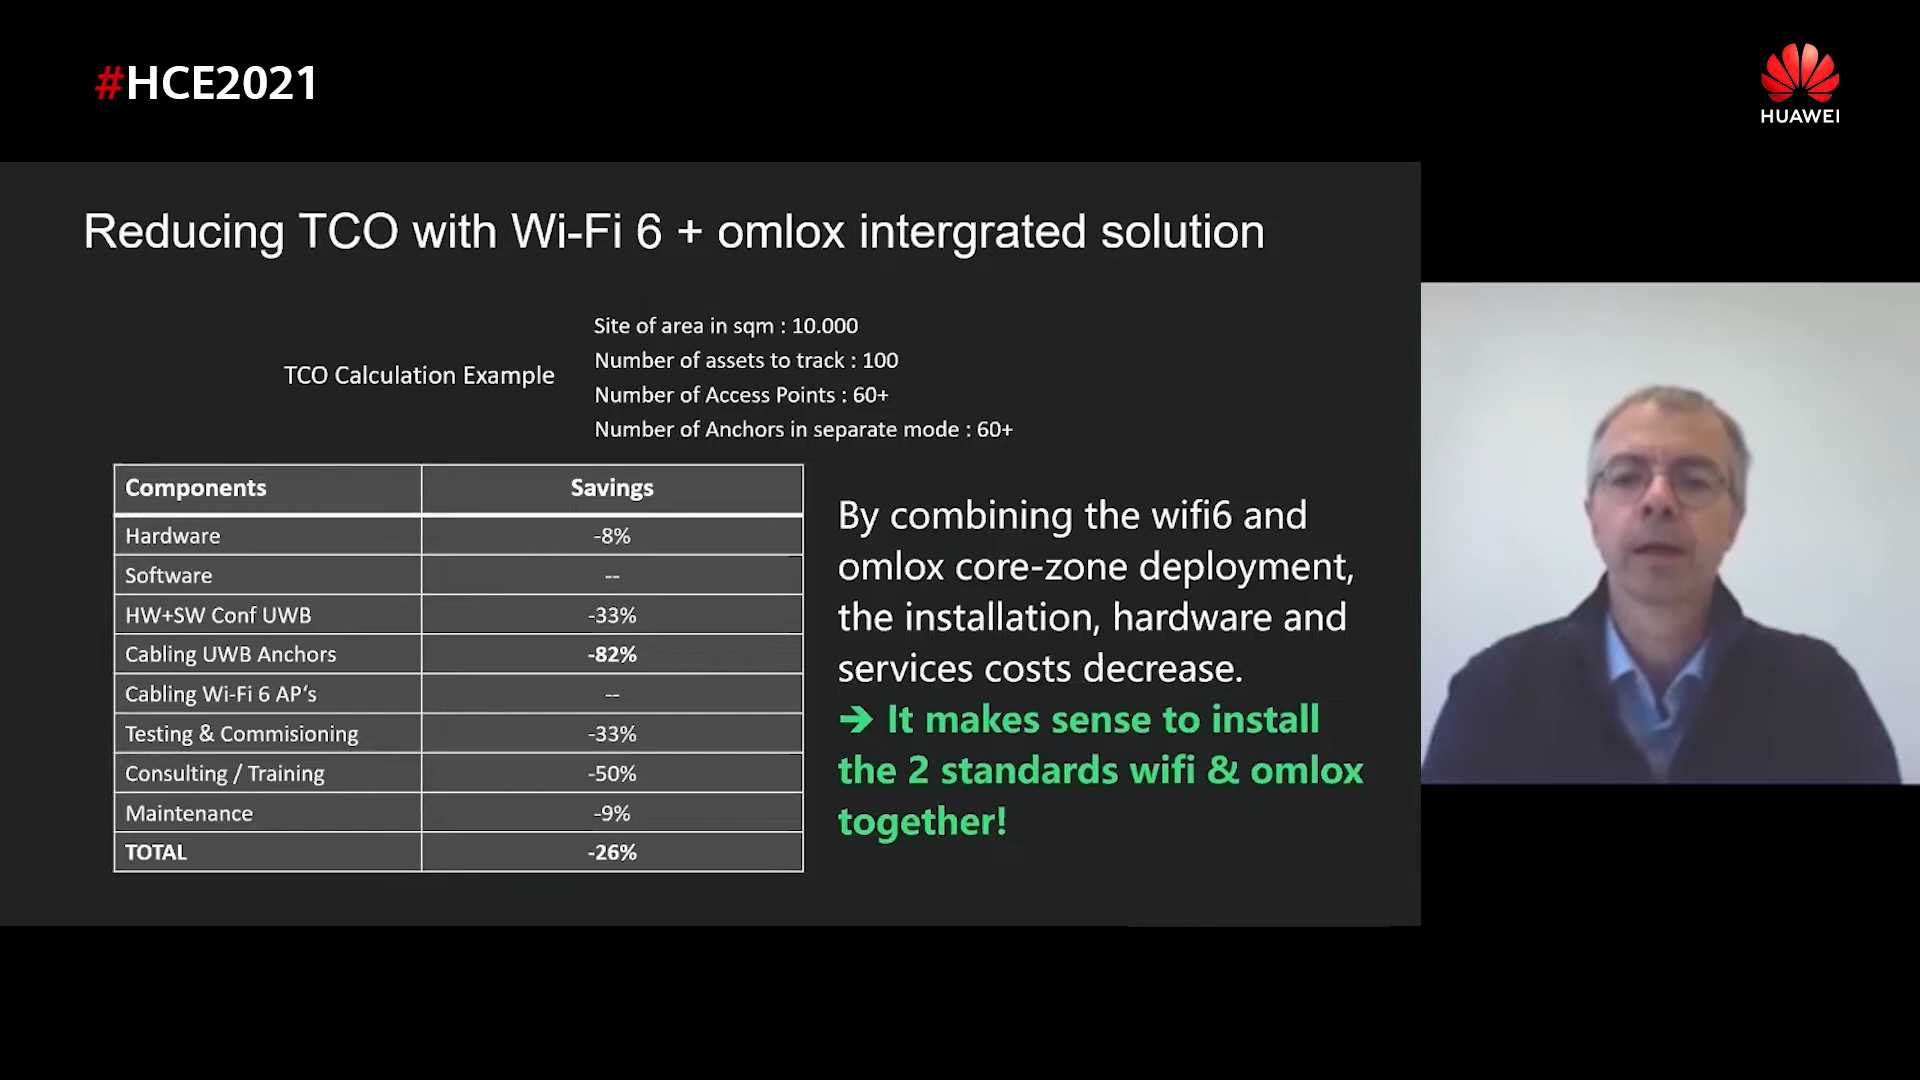 #HCE2021
HUAWEI
Reducing TCO with Wi-Fi 6 + omlox intergrated solution
TCO Calculation Example
Site of area in sqm : 10.000
Number of assets to track : 100
Number of Access Points : 60+
Number of Anchors in separate mode : 60+
Components Savings
Hardware -8%
Software --
HW+SW Conf UWB -33%
Cabling UWB Anchors -82%
Cabling Wi-Fi 6 AP's --
Testing & Commisioning -33%
Consulting / Training -50%
Maintenance -9%
TOTAL -26%
By combining the wifi6 and
omlox core-zone deployment,
the installation, hardware and
services costs decrease.
➔ It makes sense to install
the 2 standards wifi & omlox
together!